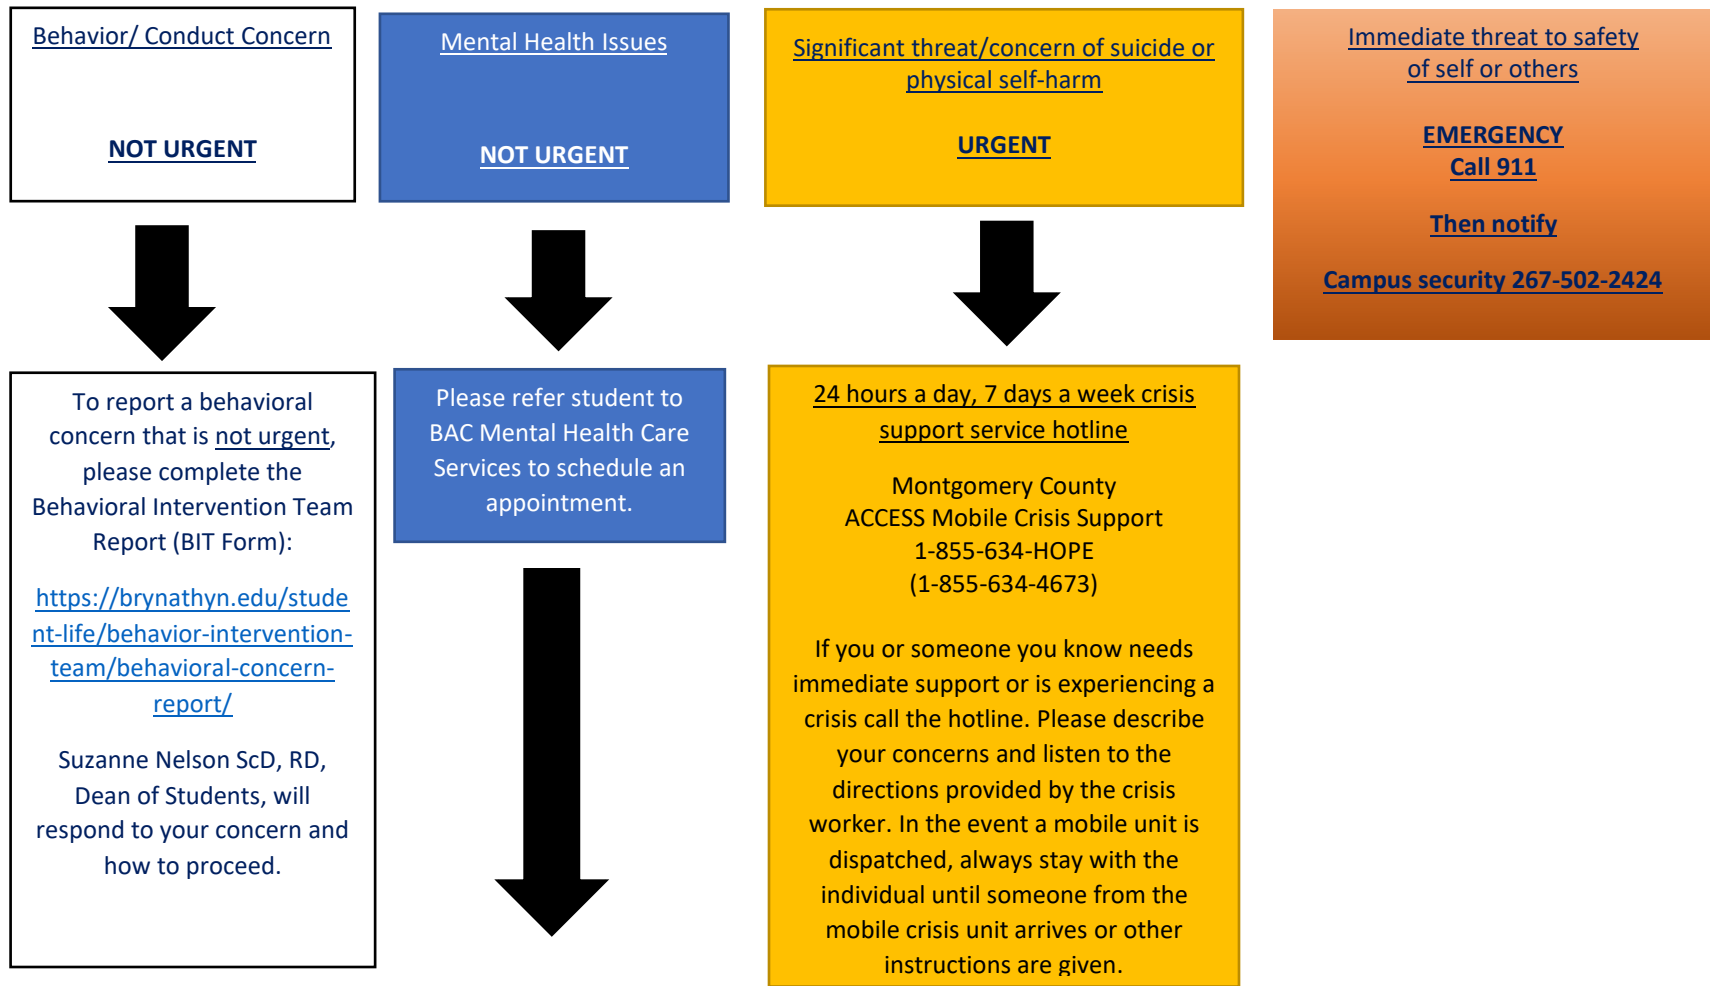 Behavior/ Conduct Concern
NOT URGENT
To report a behavioral
concern that is not urgent,
please complete the
Behavioral Intervention Team
Report (BIT Form):
https://brynathyn.edu/stude
nt-life/behavior-intervention-
team/behavioral-concern-
report/
Suzanne Nelson ScD, RD,
Dean of Students, will
respond to your concern and
how to proceed.
Mental Health Issues
NOT URGENT
Please refer student to
BAC Mental Health Care
Services to schedule an
appointment.
Significant threat/concern of suicide or
physical self-harm
URGENT
24 hours a day, 7 days a week crisis
support service hotline
Montgomery County
ACCESS Mobile Crisis Support
1-855-634-HOPE
(1-855-634-4673)
If you or someone you know needs
immediate support or is experiencing a
crisis call the hotline. Please describe
your concerns and listen to the
directions provided by the crisis
worker. In the event a mobile unit is
dispatched, always stay with the
individual until someone from the
mobile crisis unit arrives or other
instructions are given.
Immediate threat to safety
of self or others
EMERGENCY
Call 911
Then notify
Campus security 267-502-2424